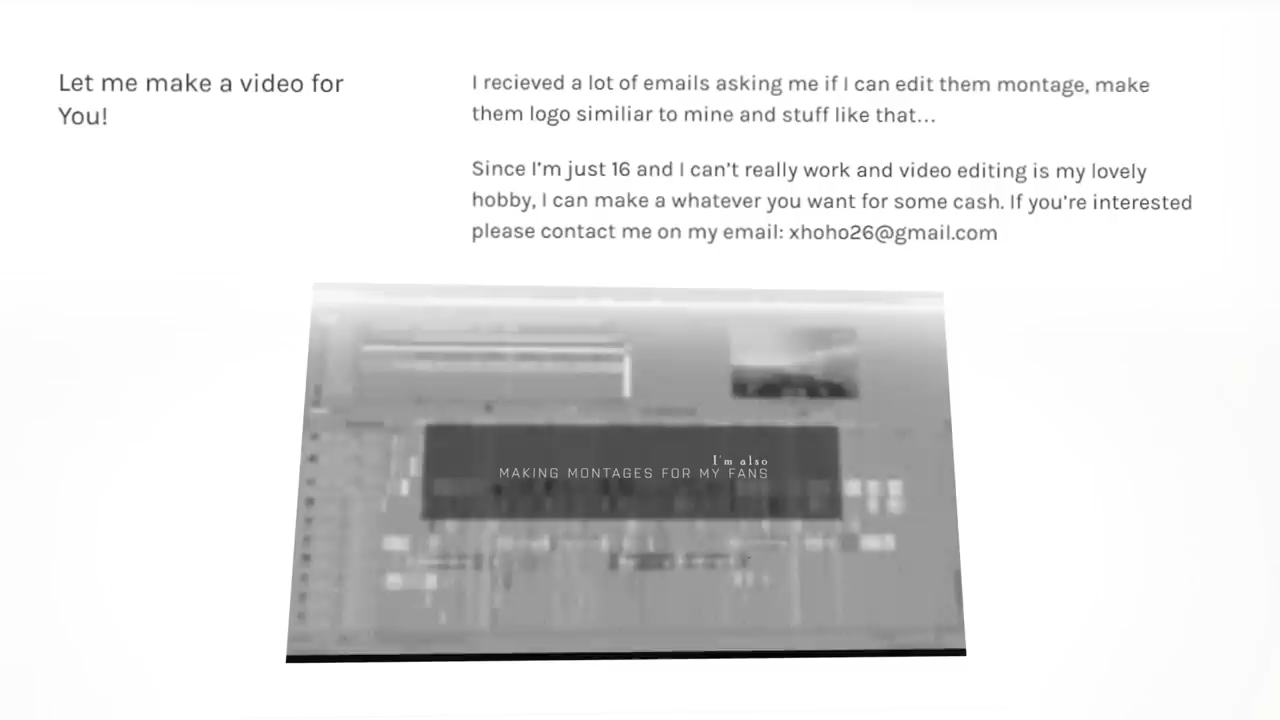 Let me make a video for
You!
I recieved a lot of emails asking me if I can edit them montage, make
them logo similiar to mine and stuff like that...
Since I'm just 16 and I can't really work and video editing is my lovely
hobby, I can make a whatever you want for some cash. If you're interested
please contact me on my email: xhoho26@gmail.com
I'm also
MAKING MONTAGES FOR MY FANS